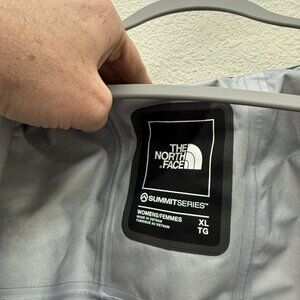 THE
NORTH
FACE
SUMMIT SERIES™
WOMENS/FEMMES
MADE IN VIETNAM
FABRIQUÉ AU VIETNAM
XL
TG